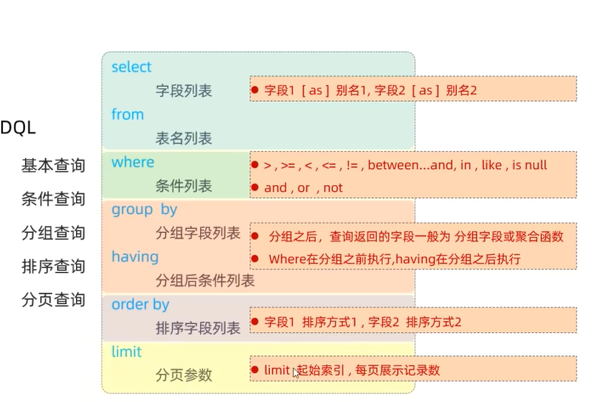 DQL
基本查询
条件查询
分组查询
排序查询
分页查询
select
字段列表
字段1 [ as ] 别名1, 字段2 [ as ] 别名2
from
表名列表
where
条件列表
> , >= , < , <= , != , between...and, in , like , is null
and , or , not
group by
分组字段列表
分组之后，查询返回的字段一般为 分组字段或聚合函数
having
Where在分组之前执行,having在分组之后执行
分组后条件列表
order by
排序字段列表
字段1 排序方式1 , 字段2 排序方式2
limit
分页参数
limit 起始索引 , 每页展示记录数